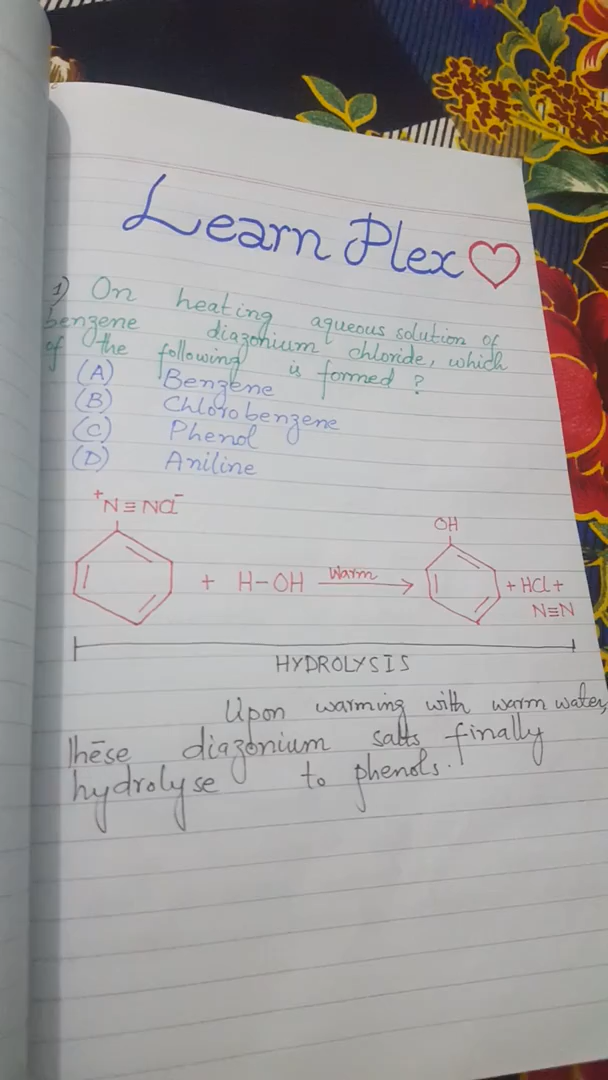 Learn Plex
1) On heating aqueous solution of
benzene diazonium chloride, which
of the following is formed ?
(A) Benzene
(B) Chlorobenzene
(C) Phenol
(D) Aniline
+N≡NCl-
OH
+ H-OH Warm + HCl +
N≡N
HYDROLYSIS
Upon warming with warm water,
these diazonium salts finally
hydrolyse to phenols.